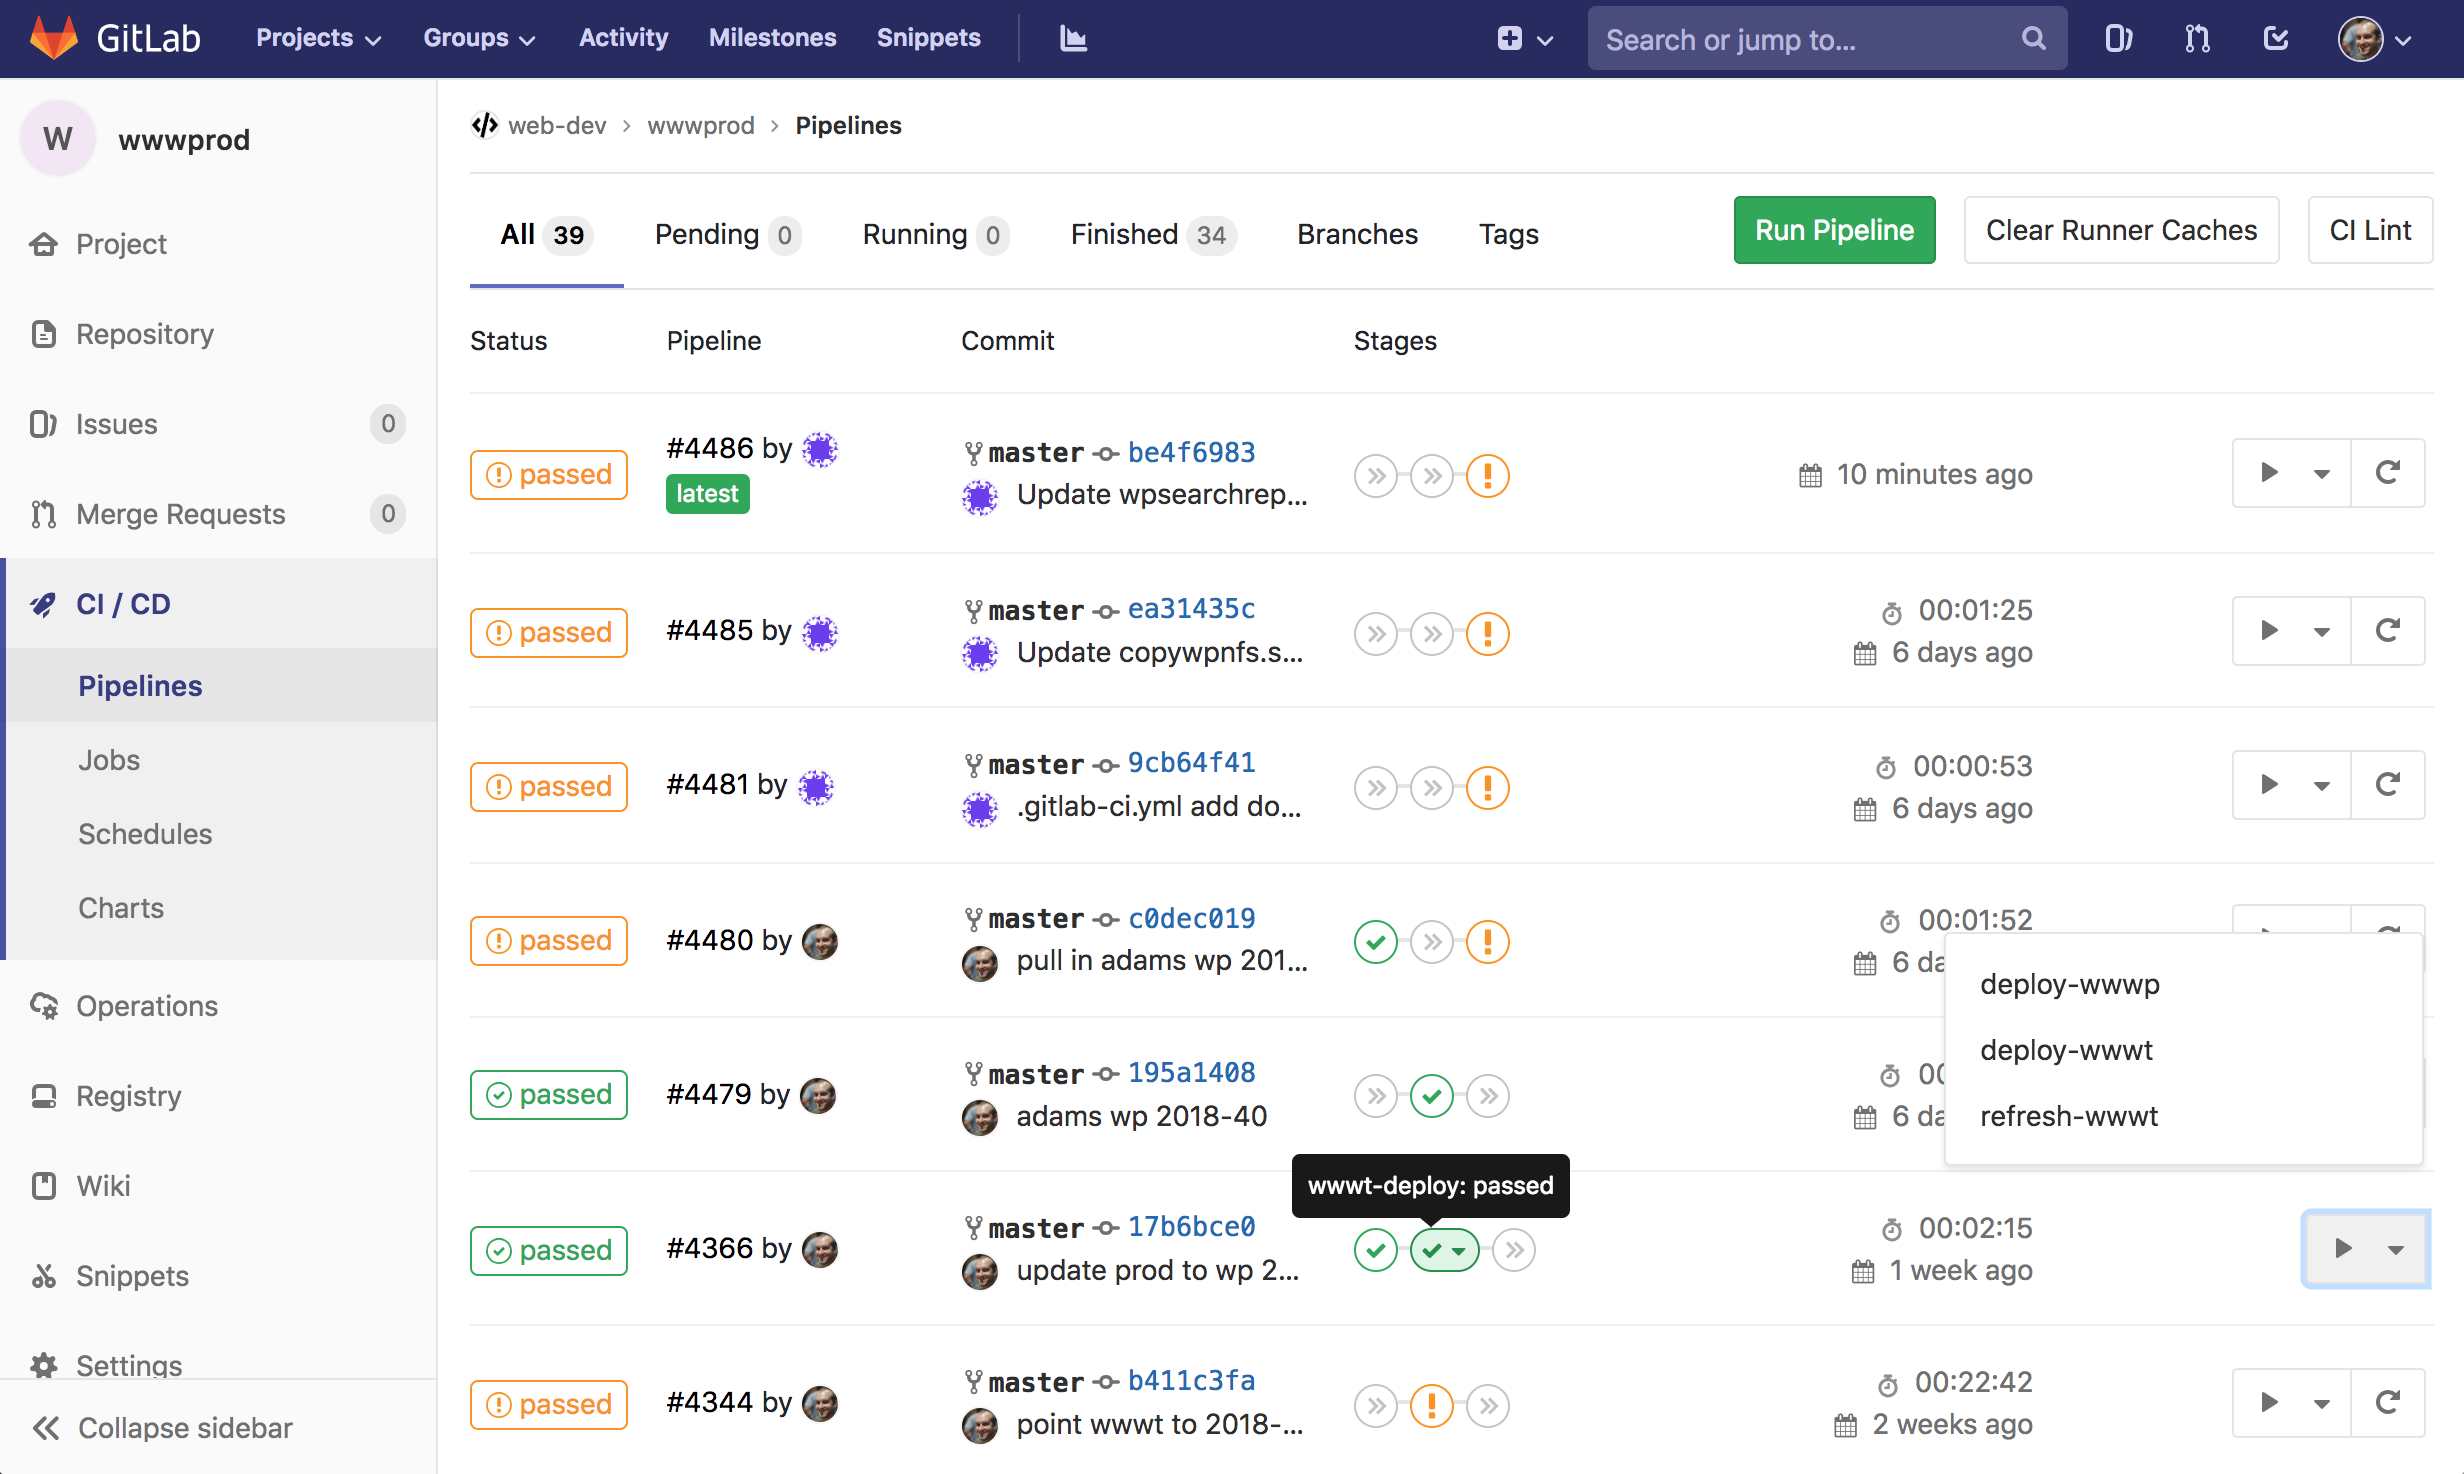 GitLab Projects Groups Activity Milestones Snippets Search or jump to...
W wwwprod
Project
Repository
Issues 0
Merge Requests 0
CI / CD
Pipelines
Jobs
Schedules
Charts
Operations
Registry
Wiki
Snippets
Settings
Collapse sidebar
web-dev > wwwprod > Pipelines
All 39 Pending 0 Running 0 Finished 34 Branches Tags Run Pipeline Clear Runner Caches CI Lint
Status Pipeline Commit Stages
passed #4486 by latest master be4f6983 10 minutes ago
Update wpsearchrep...
passed #4485 by master ea31435c 00:01:25
Update copywpnfs.s... 6 days ago
passed #4481 by master 9cb64f41 00:00:53
.gitlab-ci.yml add do... 6 days ago
passed #4480 by master c0dec019 00:01:52
pull in adams wp 201... 6 da
deploy-wwwp
deploy-wwwt
refresh-wwwt
passed #4479 by master 195a1408 00
adams wp 2018-40 6 da
wwwt-deploy: passed
passed #4366 by master 17b6bce0 00:02:15
update prod to wp 2... 1 week ago
passed #4344 by master b411c3fa 00:22:42
point wwwt to 2018-... 2 weeks ago